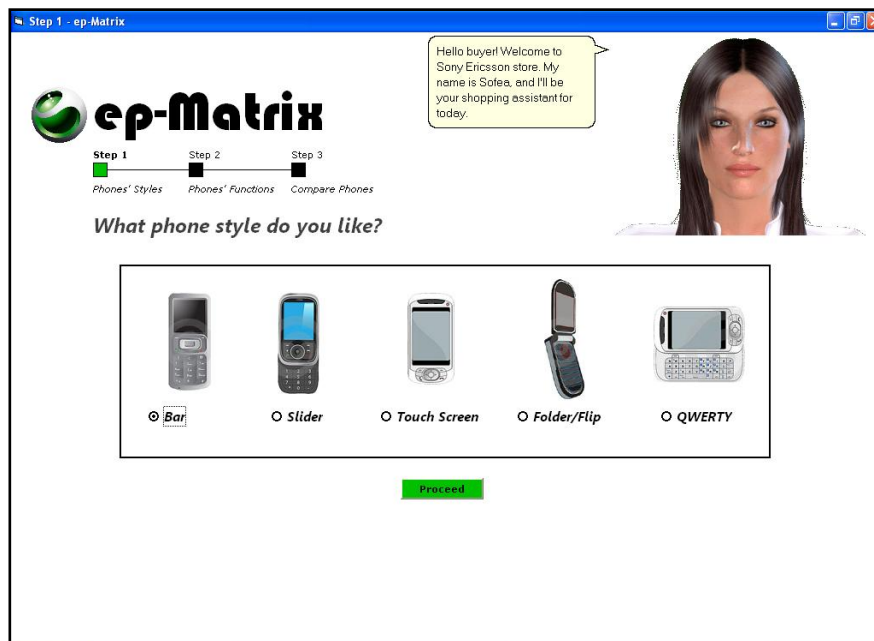 Step 1 - ep-Matrix
Hello buyer! Welcome to
Sony Ericsson store. My
name is Sofea, and I'll be
your shopping assistant for
today.
ep-Matrix
Step 1 Step 2 Step 3
Phones' Styles Phones' Functions Compare Phones
What phone style do you like?
Bar Slider Touch Screen Folder/Flip QWERTY
Proceed